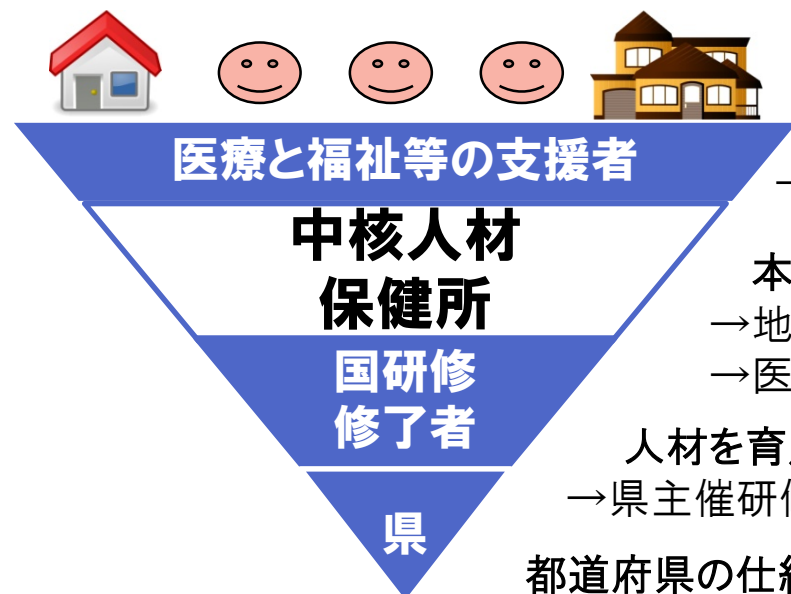 医療と福祉等の支援者
→
中核人材
保健所
本
→地
→医
国研修
修了者
人材を育
→県主催研
県
都道府県の仕